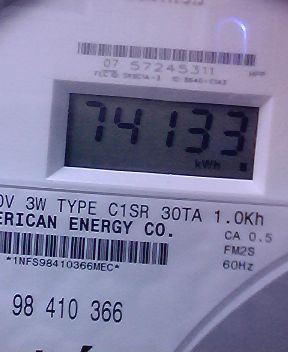 07 57245311
HPP
74133
kWh
0V 3W TYPE C1SR 30TA 1.0Kh
ERICAN ENERGY CO.
CA 0.5
FM2S
60Hz
*1NFS98410366MEC*
98 410 366